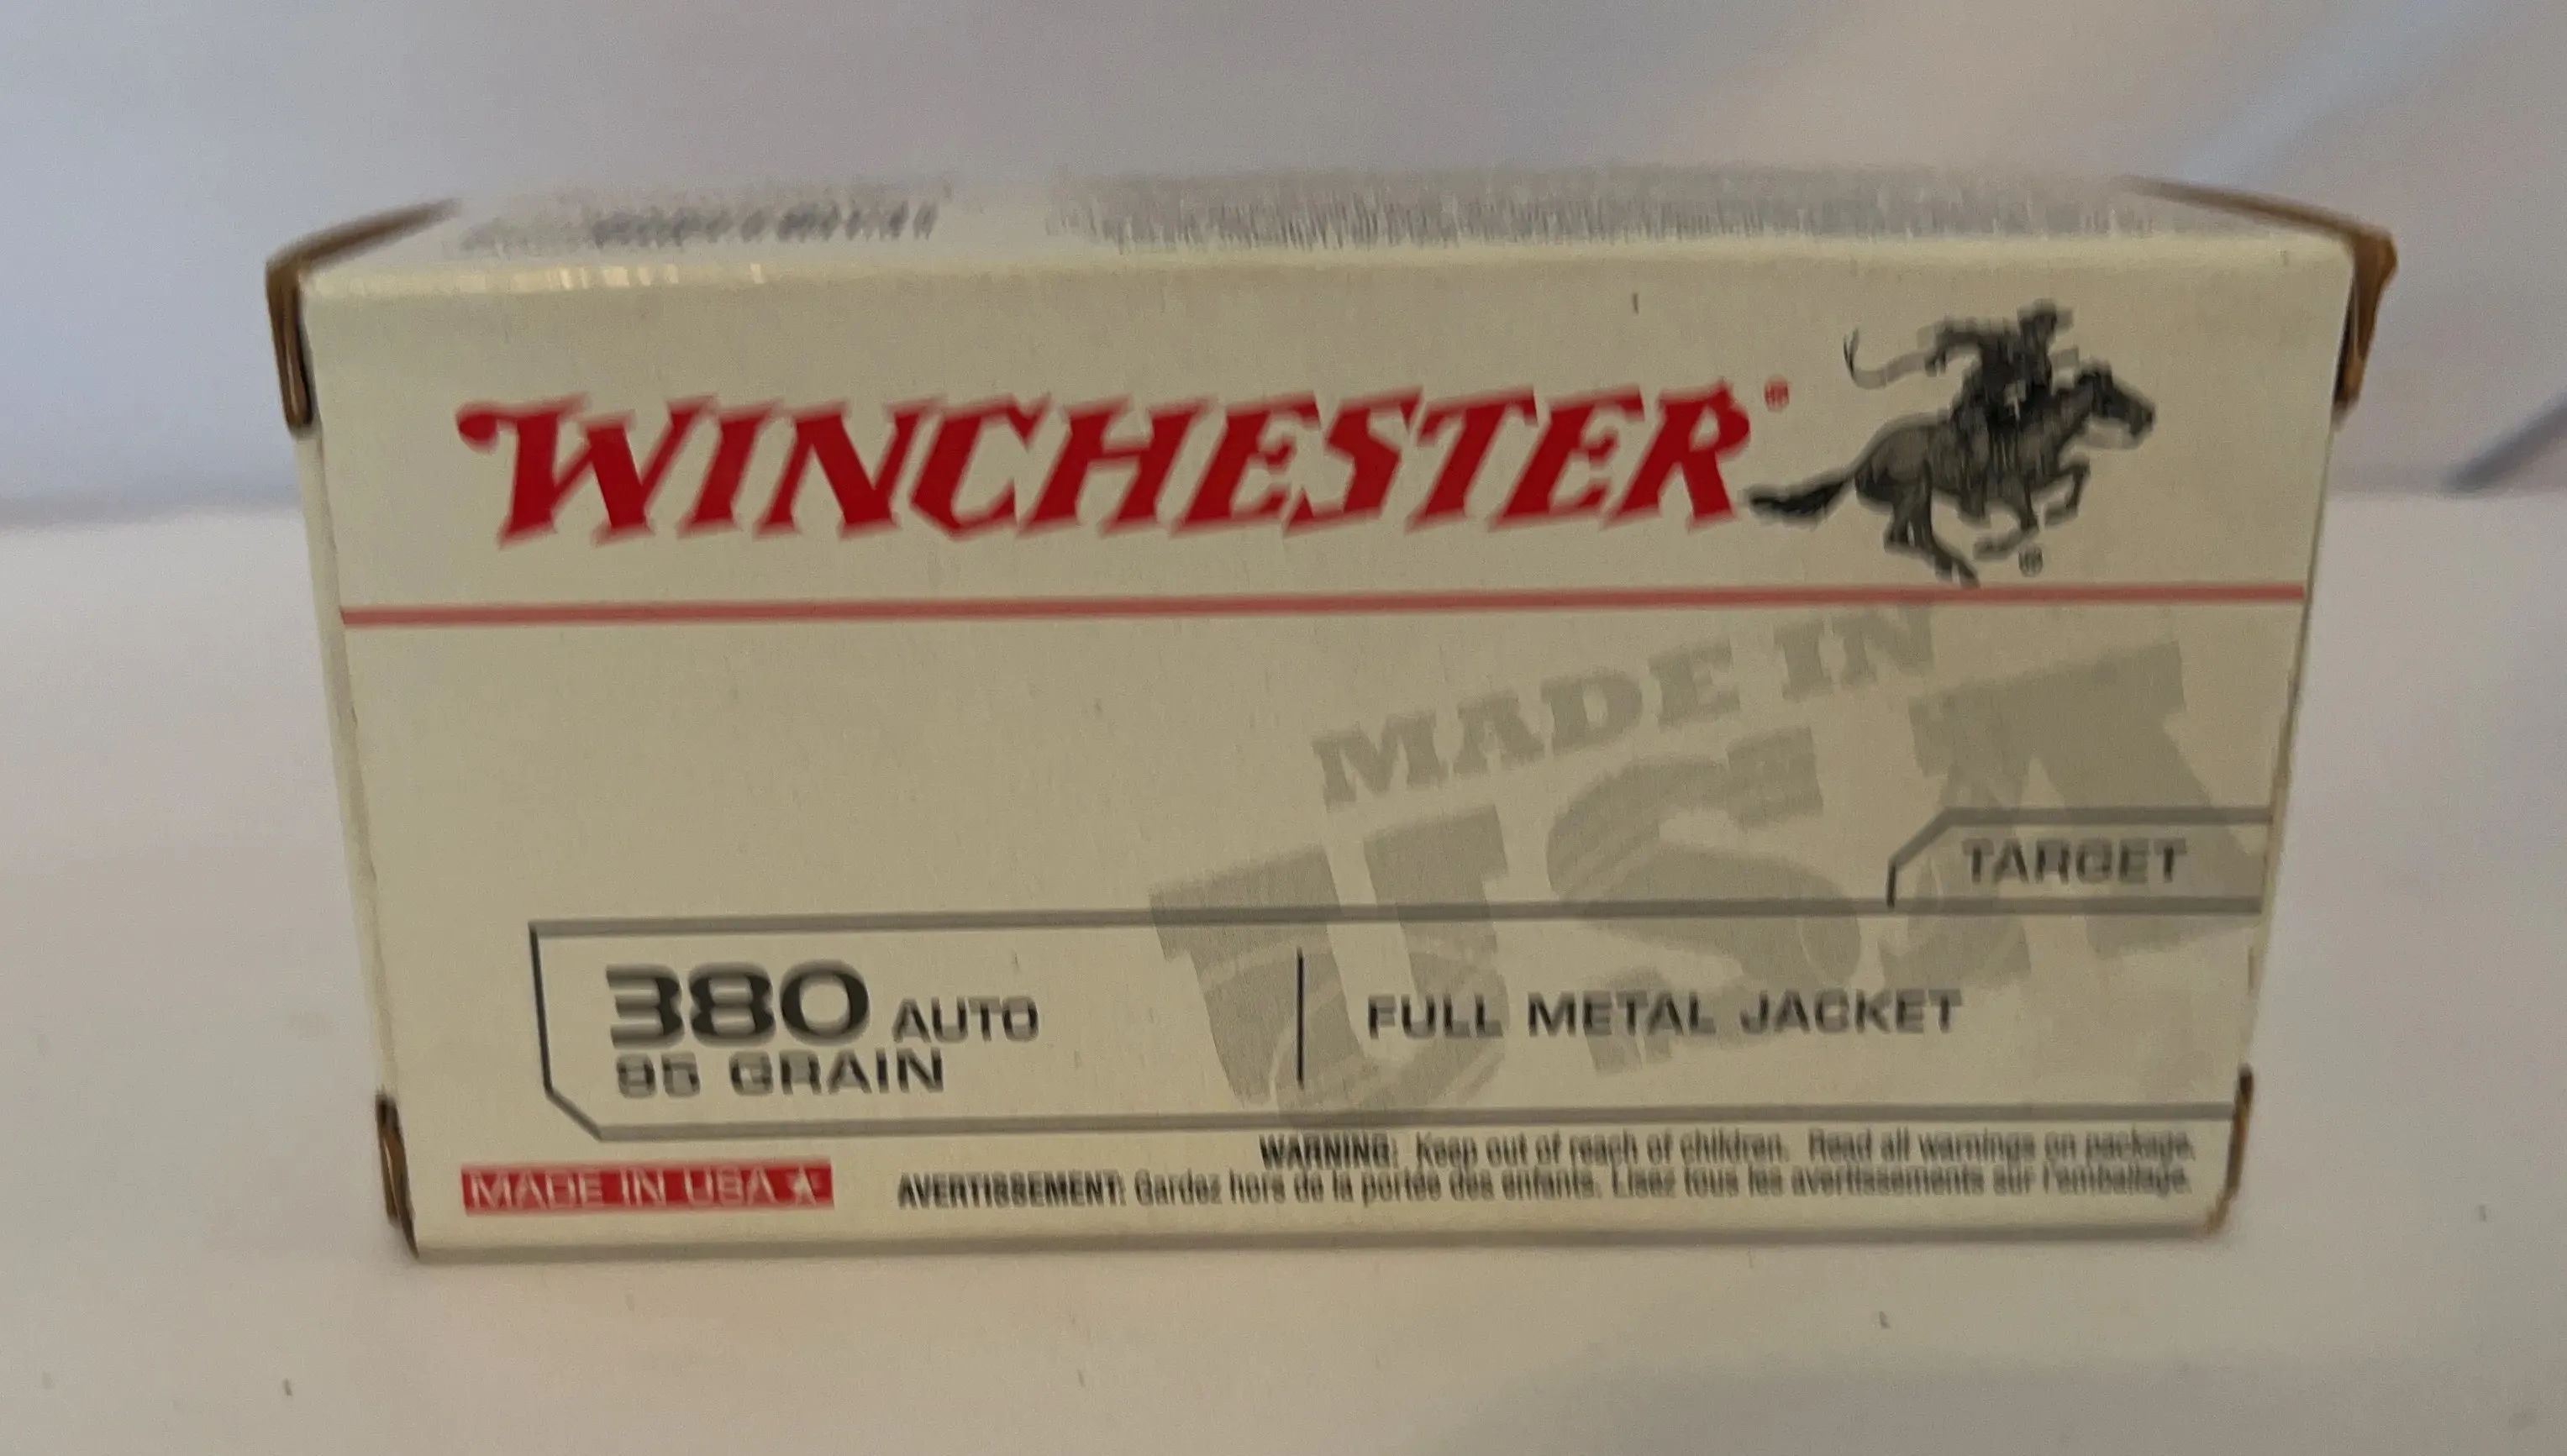 WINCHESTER®
®
MADE IN
USA
TARGET
380 AUTO
95 GRAIN
FULL METAL JACKET
WARNING: Keep out of reach of children. Read all warnings on package.
AVERTISSEMENT: Gardez hors de la portée des enfants. Lisez tous les avertissements sur l'emballage.
MADE IN USA